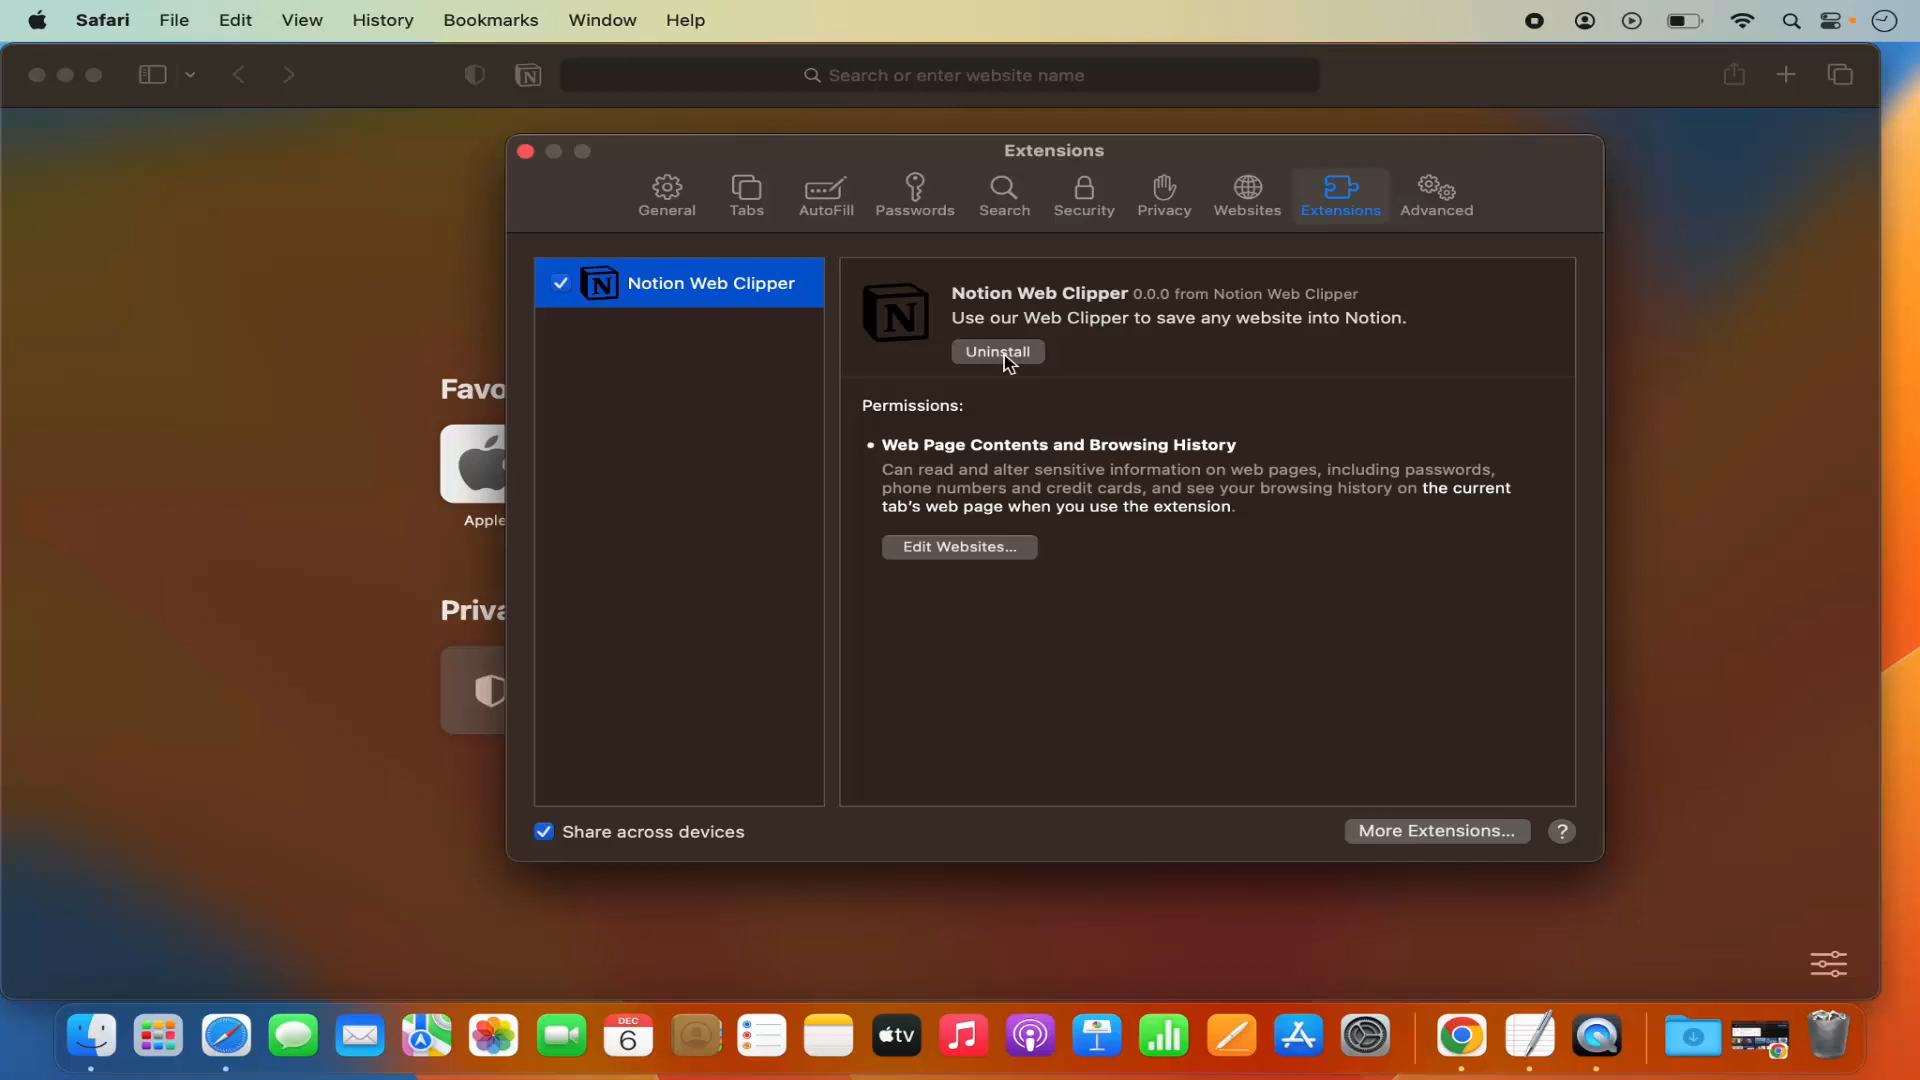 Safari File Edit View History Bookmarks Window Help
Search or enter website name
Extensions
General Tabs AutoFill Passwords Search Security Privacy Websites Extensions Advanced
Notion Web Clipper
Notion Web Clipper 0.0.0 from Notion Web Clipper
Use our Web Clipper to save any website into Notion.
Uninstall
Permissions:
• Web Page Contents and Browsing History
Can read and alter sensitive information on web pages, including passwords,
phone numbers and credit cards, and see your browsing history on the current
tab's web page when you use the extension.
Edit Websites...
Favo
Apple
Priva
Share across devices
More Extensions... ?
DEC
6
tv